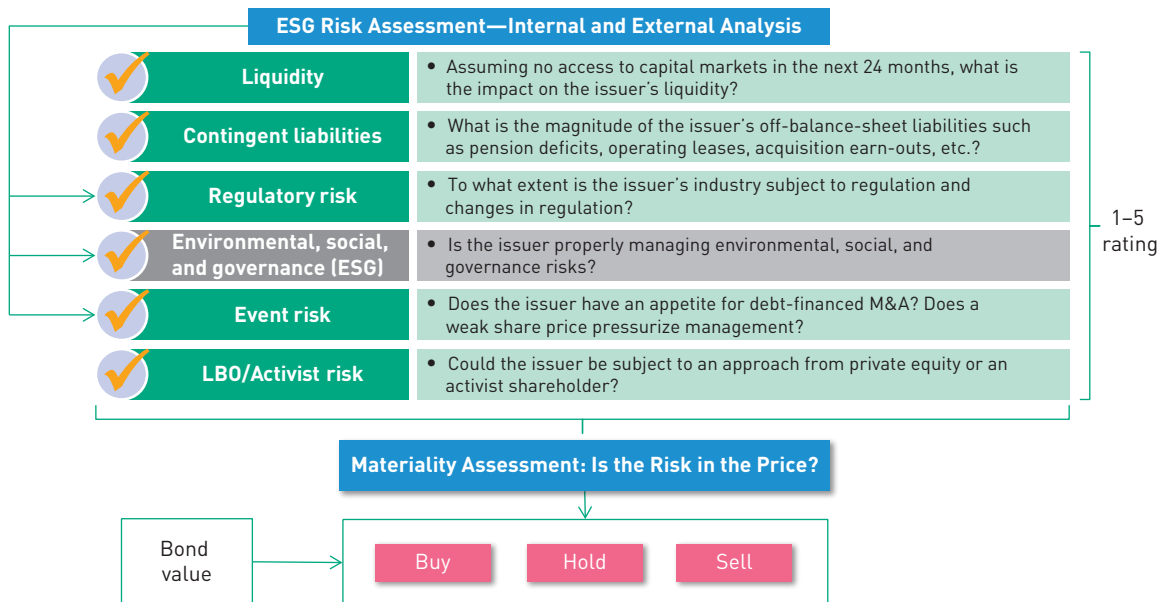 ESG Risk Assessment—Internal and External Analysis
Liquidity
• Assuming no access to capital markets in the next 24 months, what is
the impact on the issuer's liquidity?
Contingent liabilities
• What is the magnitude of the issuer's off-balance-sheet liabilities such
as pension deficits, operating leases, acquisition earn-outs, etc.?
Regulatory risk
• To what extent is the issuer's industry subject to regulation and
changes in regulation?
Environmental, social,
and governance (ESG)
• Is the issuer properly managing environmental, social, and
governance risks?
Event risk
• Does the issuer have an appetite for debt-financed M&A? Does a
weak share price pressurize management?
LBO/Activist risk
• Could the issuer be subject to an approach from private equity or an
activist shareholder?
1–5
rating
Materiality Assessment: Is the Risk in the Price?
Bond
value
Buy
Hold
Sell